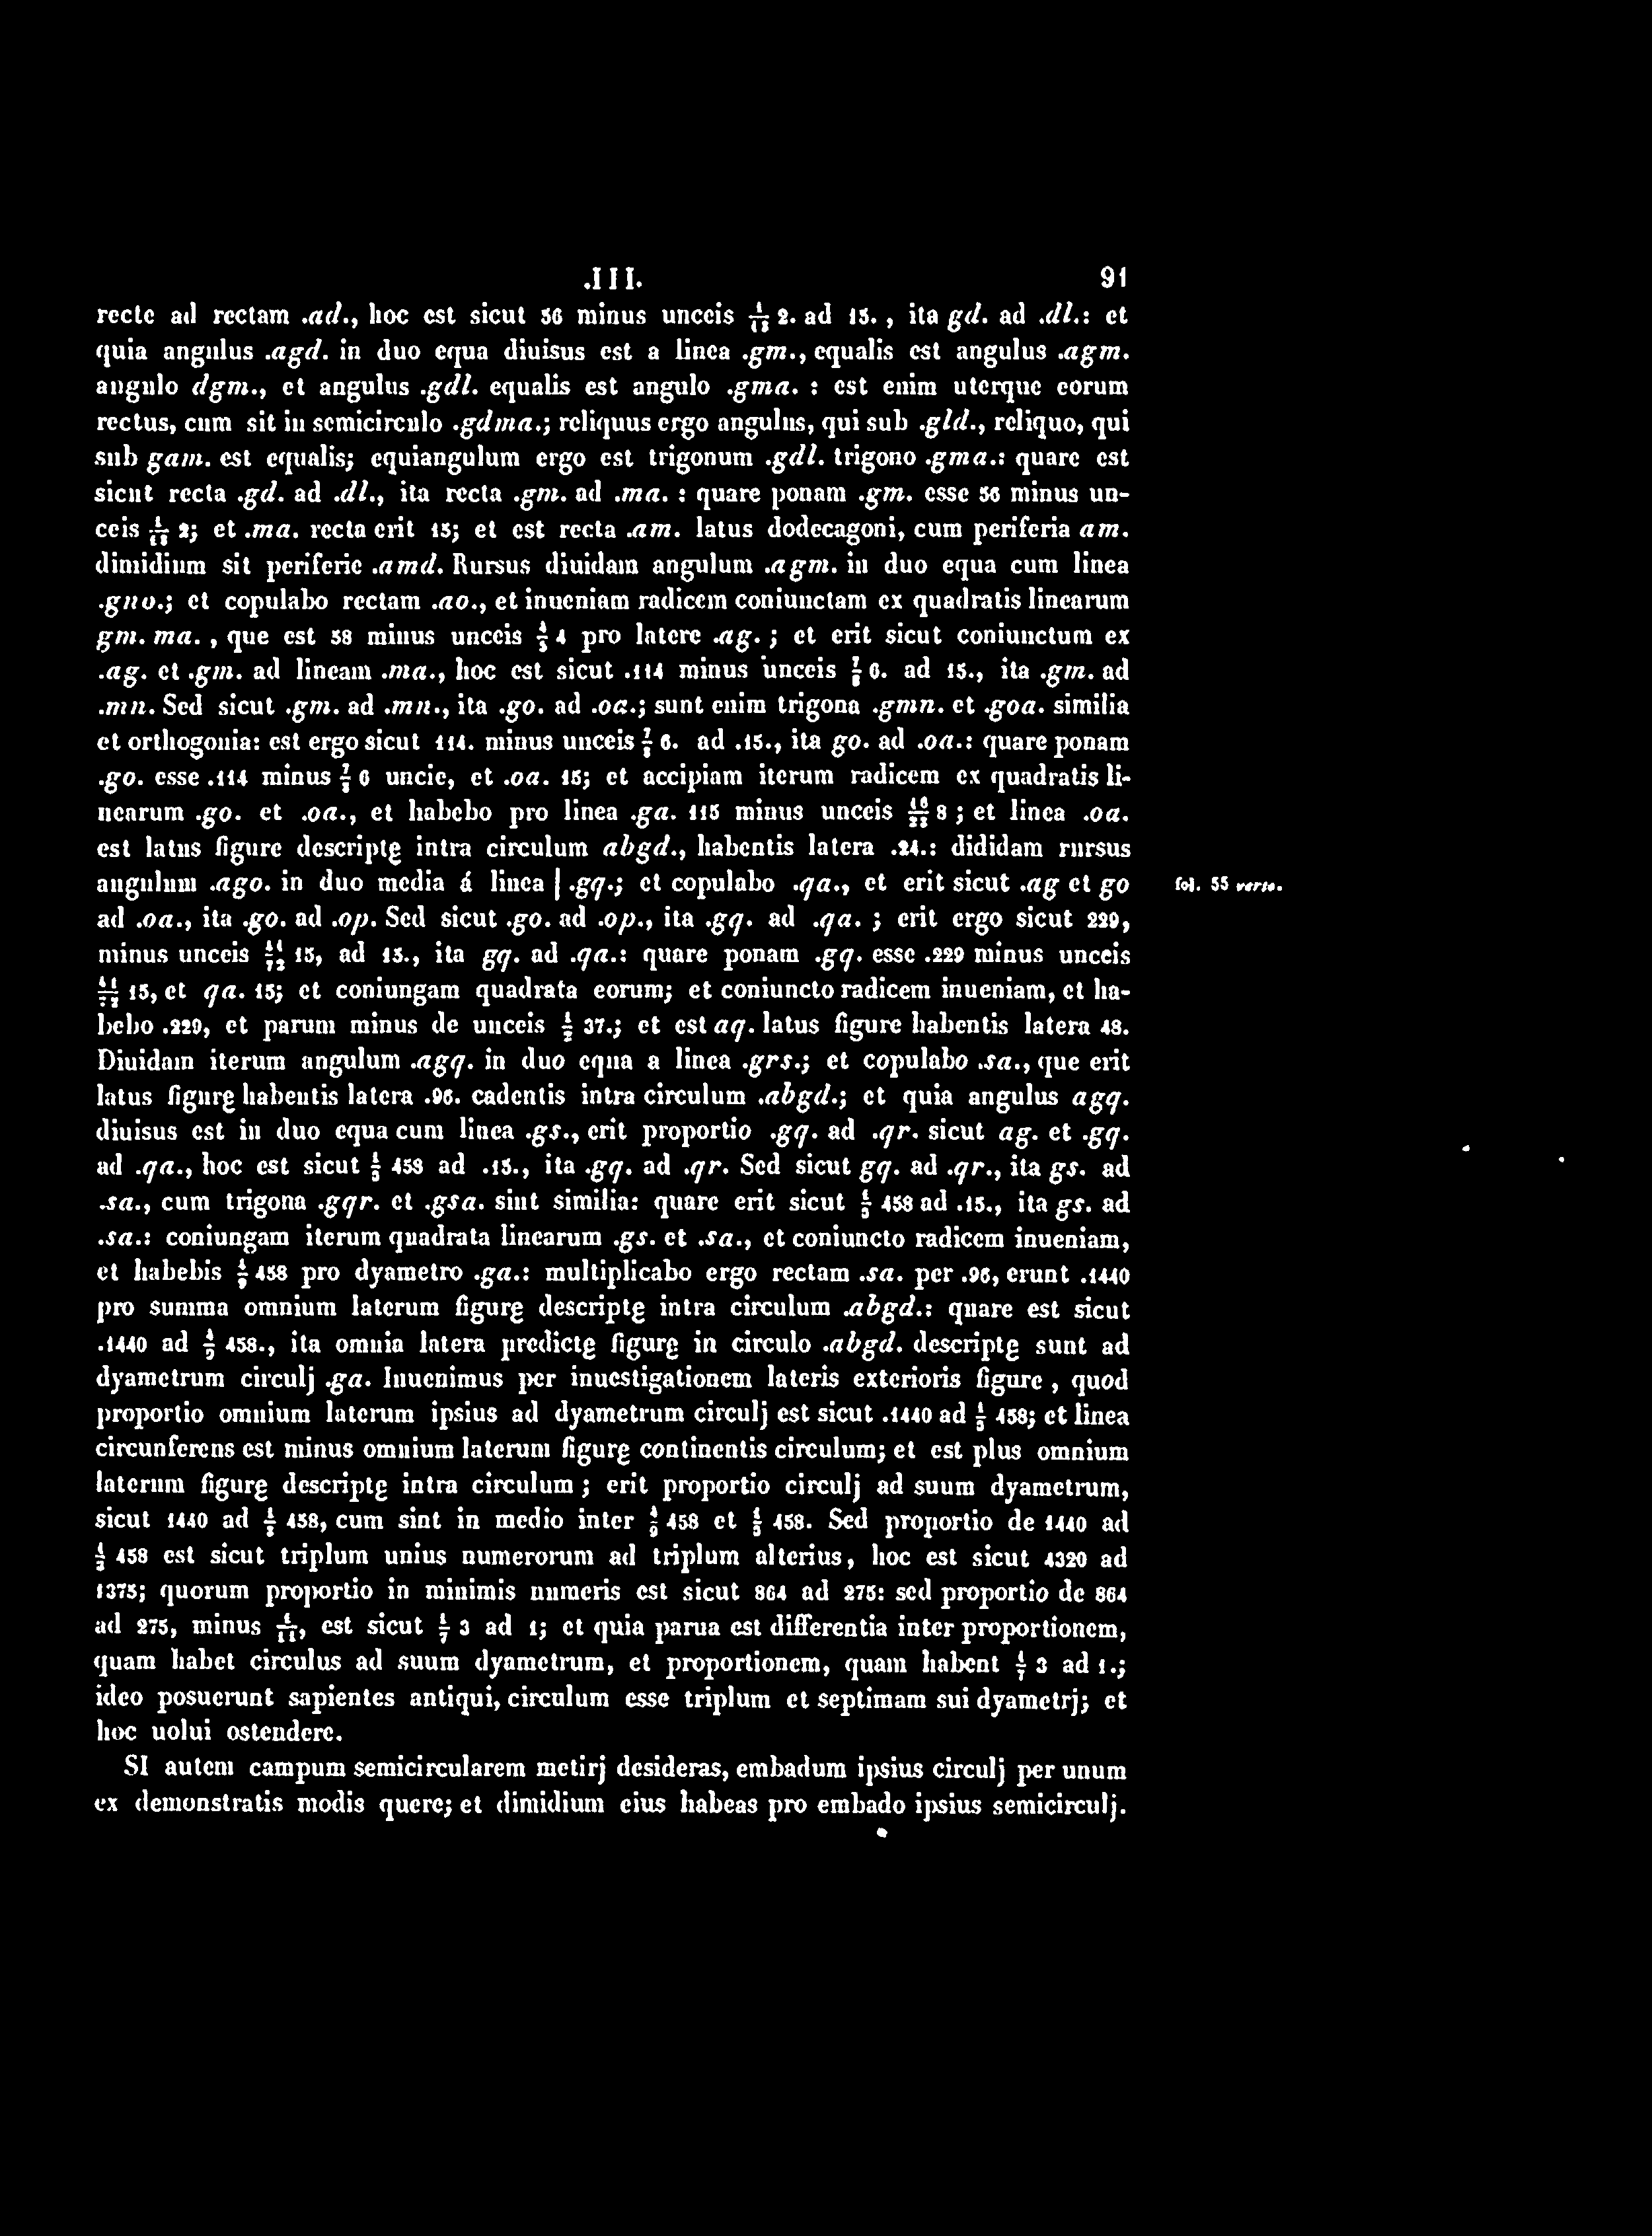 .III. 91
recte ad rectam .ad., hoc est sicut 56 minus unceis 1/11 2. ad 15., ita gd. ad .dl.: et
quia angulus .agd. in duo equa diuisus est a linea .gm., equalis est angulus .agm.
angulo dgm., et angulus .gdl. equalis est angulo .gma. : est enim uterque eorum
rectus, cum sit in semicirculo .gdma.; reliquus ergo angulus, qui sub .gld., reliquo, qui
sub gam. est equalis; equiangulum ergo est trigonum .gdl. trigono .gma.: quare est
sicut recta .gd. ad .dl., ita recta .gm. ad .ma. : quare ponam .gm. esse 56 minus un-
ceis 1/11 2; et .ma. recta erit 15; et est recta .am. latus dodecagoni, cum periferia am.
dimidium sit periferie .amd. Rursus diuidam angulum .agm. in duo equa cum linea
.gno.; et copulabo rectam .ao., et inueniam radicem coniunctam ex quadratis linearum
gm. ma. , que est 58 minus unceis 4 pro latere .ag. ; et erit sicut coniunctum ex
.ag. et .gm. ad lineam .ma., hoc est sicut .114 minus unceis 7/8 6. ad 15., ita .gm. ad
.mn. Sed sicut .gm. ad .mn., ita .go. ad .oa.; sunt enim trigona .gmn. et .goa. similia
et orthogonia: est ergo sicut 114. minus unceis 7/8 6. ad .15., ita go. ad .oa.: quare ponam
.go. esse .114 minus 7/8 6 uncie, et .oa. 15; et accipiam iterum radicem ex quadratis li-
nearum .go. et .oa., et habebo pro linea .ga. 115 minus unceis 8 ; et linea .oa.
est latus figure descriptę intra circulum abgd., habentis latera .24.: dididam rursus
angulum .ago. in duo media á linea | .gq.; et copulabo .qa., et erit sicut .ag et go fol. 55 verso.
ad .oa., ita .go. ad .op. Sed sicut .go. ad .op., ita .gq. ad .qa. ; erit ergo sicut 229,
minus unceis 15, ad 15., ita gq. ad .qa.: quare ponam .gq. esse .229 minus unceis
15, et qa. 15; et coniungam quadrata eorum; et coniuncto radicem inueniam, et ha-
bebo .229, et parum minus de unceis 37.; et est aq. latus figure habentis latera 48.
Diuidam iterum angulum .agq. in duo equa a linea .grs.; et copulabo .sa., que erit
latus figurę habentis latera .96. cadentis intra circulum .abgd.; et quia angulus agq.
diuisus est in duo equa cum linea .gs., erit proportio .gq. ad .qr. sicut ag. et .gq.
ad .qa., hoc est sicut 458 ad .15., ita .gq. ad .qr. Sed sicut gq. ad .qr., ita gs. ad
.sa., cum trigona .gqr. et .gsa. sint similia: quare erit sicut 458 ad .15., ita gs. ad
.sa.: coniungam iterum quadrata linearum .gs. et .sa., et coniuncto radicem inueniam,
et habebis 458 pro dyametro .ga.: multiplicabo ergo rectam .sa. per .96, erunt .1440
pro summa omnium laterum figurę descriptę intra circulum .abgd.: quare est sicut
.1440 ad 458., ita omnia latera predictę figurę in circulo .abgd. descriptę sunt ad
dyametrum circulj .ga. Inuenimus per inuestigationem lateris exterioris figure , quod
proportio omnium laterum ipsius ad dyametrum circulj est sicut .1440 ad 1/5 458; et linea
circunferens est minus omnium laterum figurę continentis circulum; et est plus omnium
laterum figurę descriptę intra circulum ; erit proportio circulj ad suum dyametrum,
sicut 1440 ad 458, cum sint in medio inter 458 et 458. Sed proportio de 1440 ad
1/3 458 est sicut triplum unius numerorum ad triplum alterius, hoc est sicut 4320 ad
1375; quorum proportio in minimis numeris est sicut 864 ad 275: sed proportio de 864
ad 275, minus 1/11, est sicut 1/7 3 ad 1; et quia parua est differentia inter proportionem,
quam habet circulus ad suum dyametrum, et proportionem, quam habent 1/7 3 ad 1.;
ideo posuerunt sapientes antiqui, circulum esse triplum et septimam sui dyametrj; et
hoc uolui ostendere.
SI autem campum semicircularem metirj desideras, embadum ipsius circulj per unum
ex demonstratis modis quere; et dimidium eius habeas pro embado ipsius semicirculj.